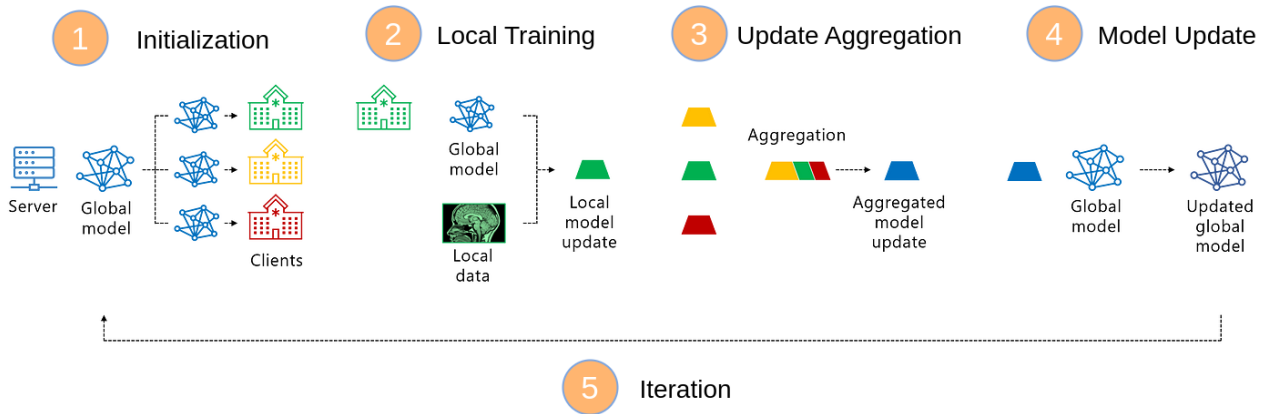 1
Initialization
2
Local Training
3
Update Aggregation
4
Model Update
Server
Global
model
Clients
Global
model
Local
data
Local
model
update
Aggregation
Aggregated
model
update
Global
model
Updated
global
model
5
Iteration